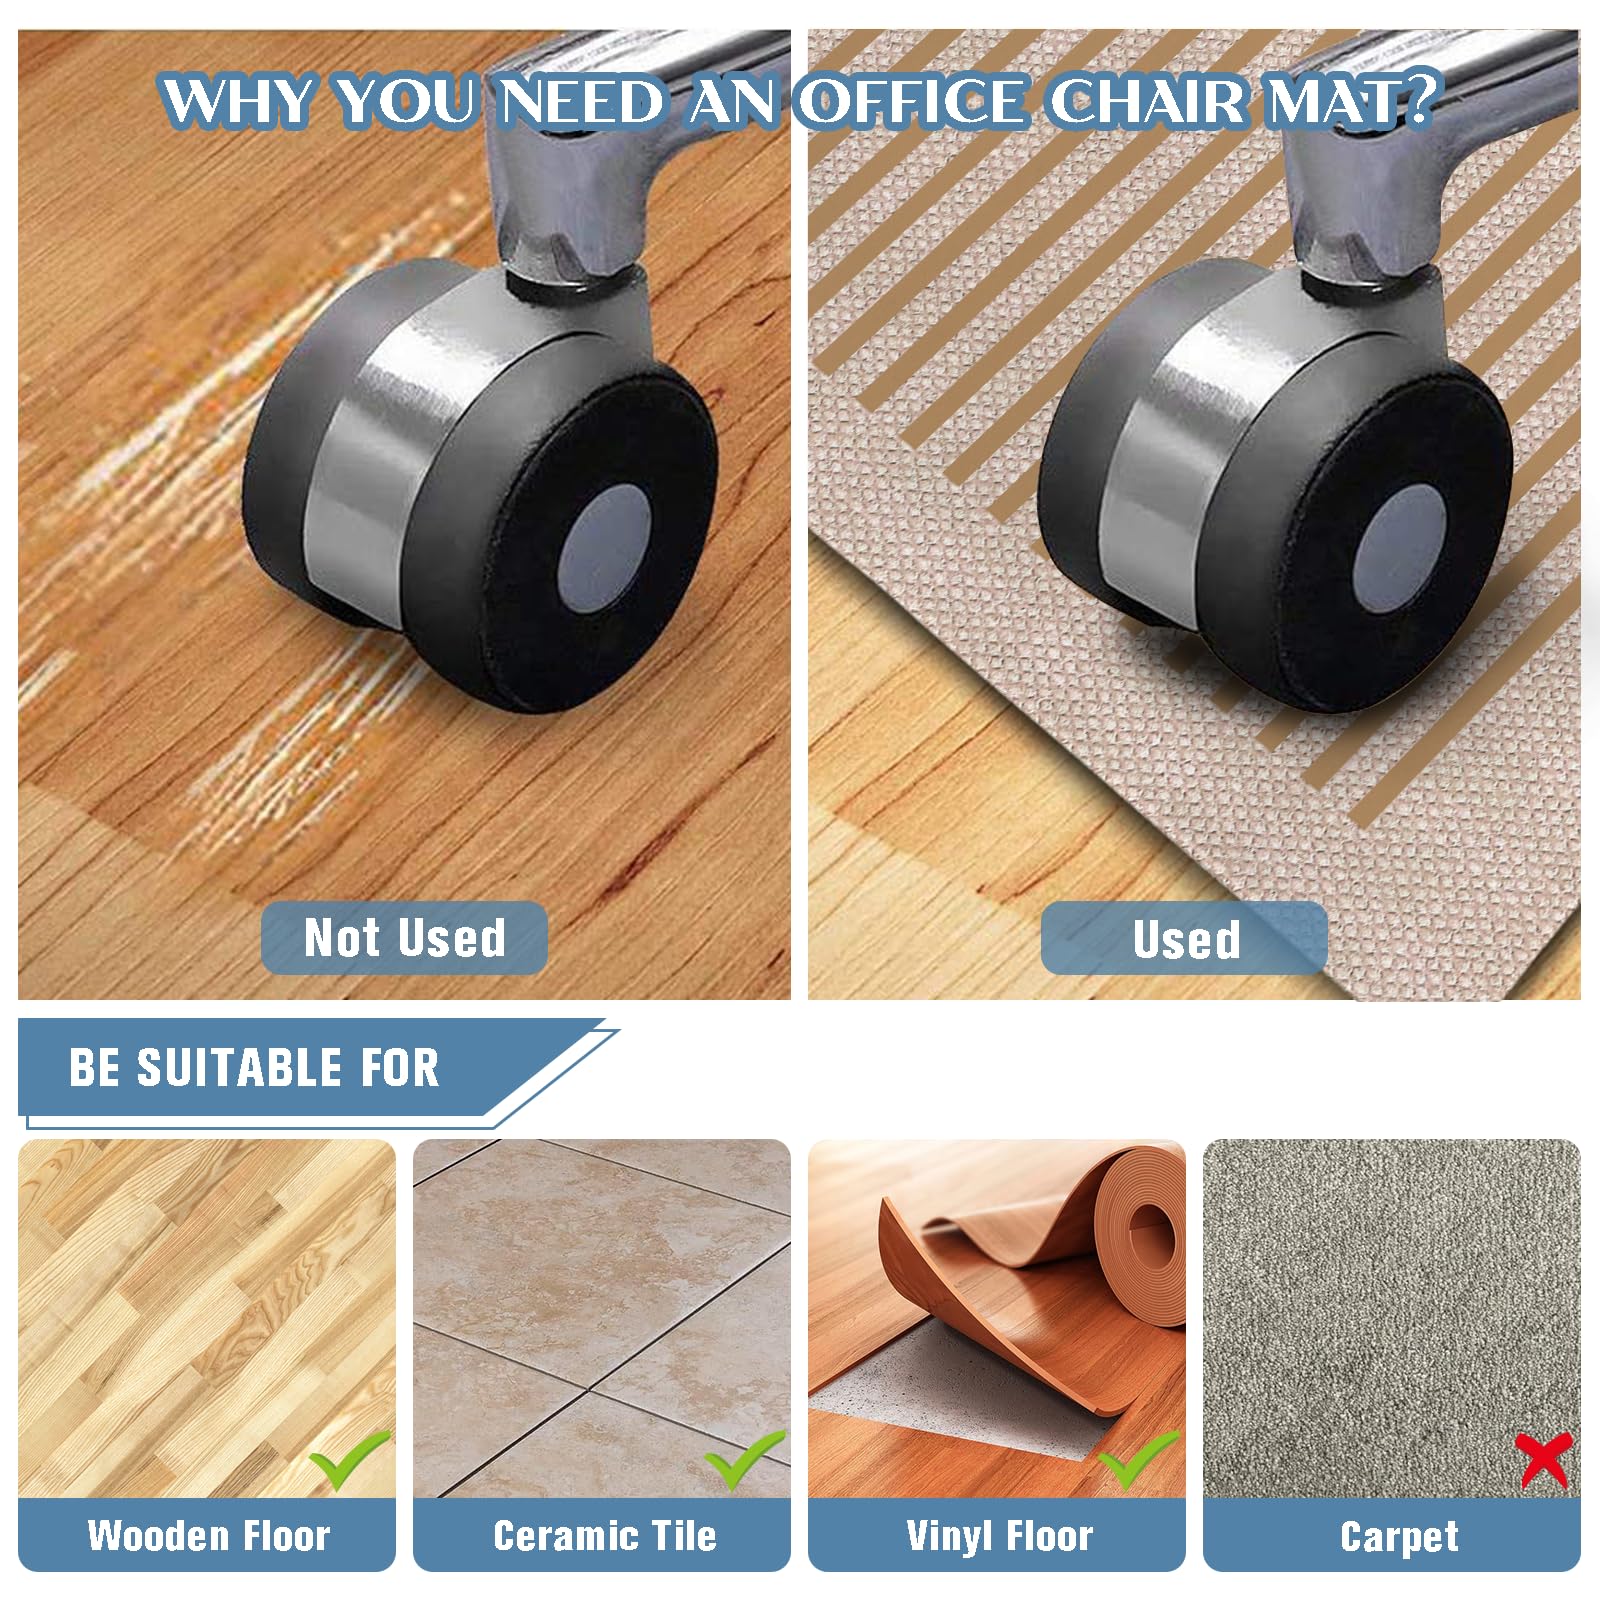 WHY YOU NEED AN OFFICE CHAIR MAT?
Not Used
Used
BE SUITABLE FOR
Wooden Floor
Ceramic Tile
Vinyl Floor
Carpet